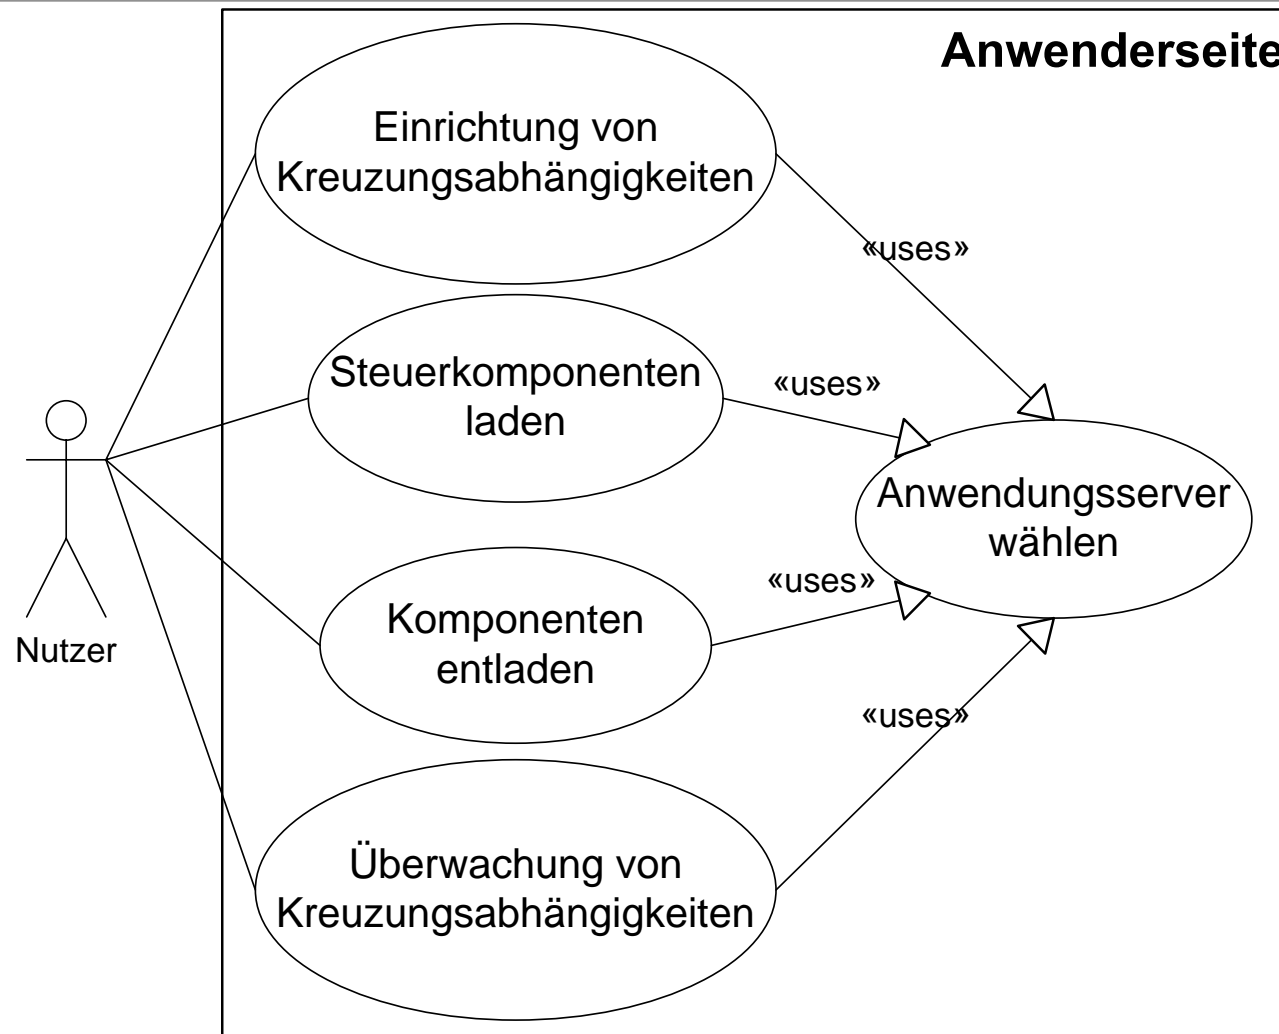 Anwenderseite
Einrichtung von
Kreuzungsabhängigkeiten
«uses»
Steuerkomponenten
laden
«uses»
Anwendungsserver
wählen
«uses»
Komponenten
entladen
Nutzer
«uses»
Überwachung von
Kreuzungsabhängigkeiten